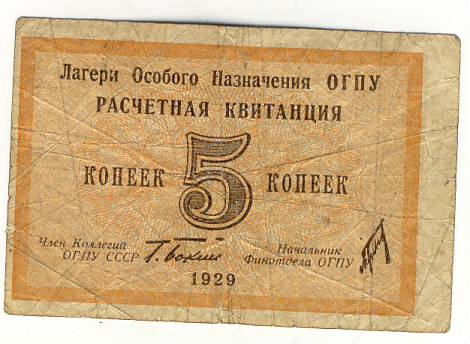 Лагери Особого Назначения ОГПУ
РАСЧЕТНАЯ КВИТАНЦИЯ
КОПЕЕК 5 КОПЕЕК
Член Коллегии
ОГПУ СССР Г. Бокий
Начальник
Финотдела ОГПУ
1929